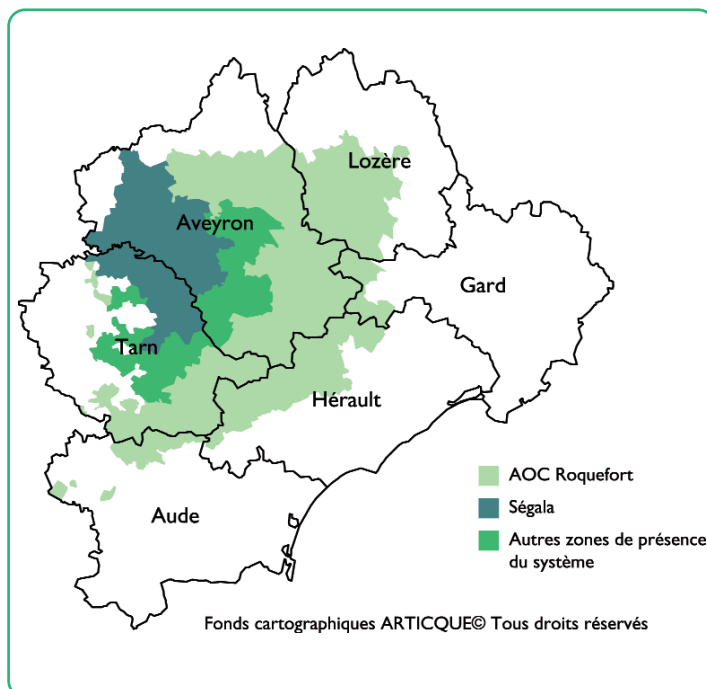 Lozère
Aveyron
Gard
Tarn
Hérault
AOC Roquefort
Ségala
Aude
Autres zones de présence
du système
Fonds cartographiques ARTICQUE© Tous droits réservés